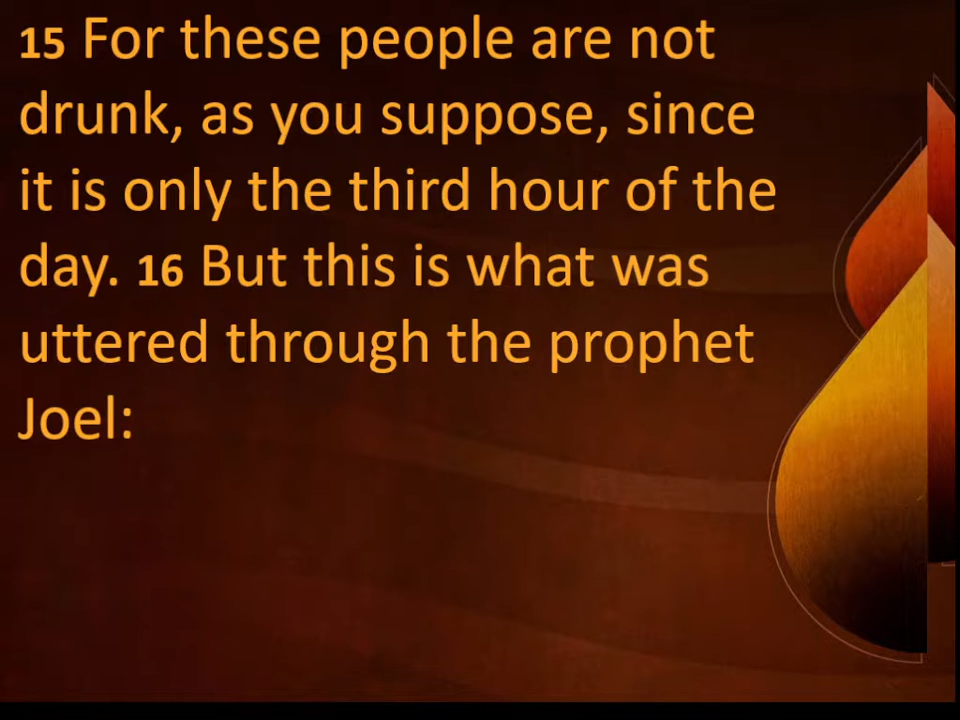 15 For these people are not
drunk, as you suppose, since
it is only the third hour of the
day. 16 But this is what was
uttered through the prophet
Joel: